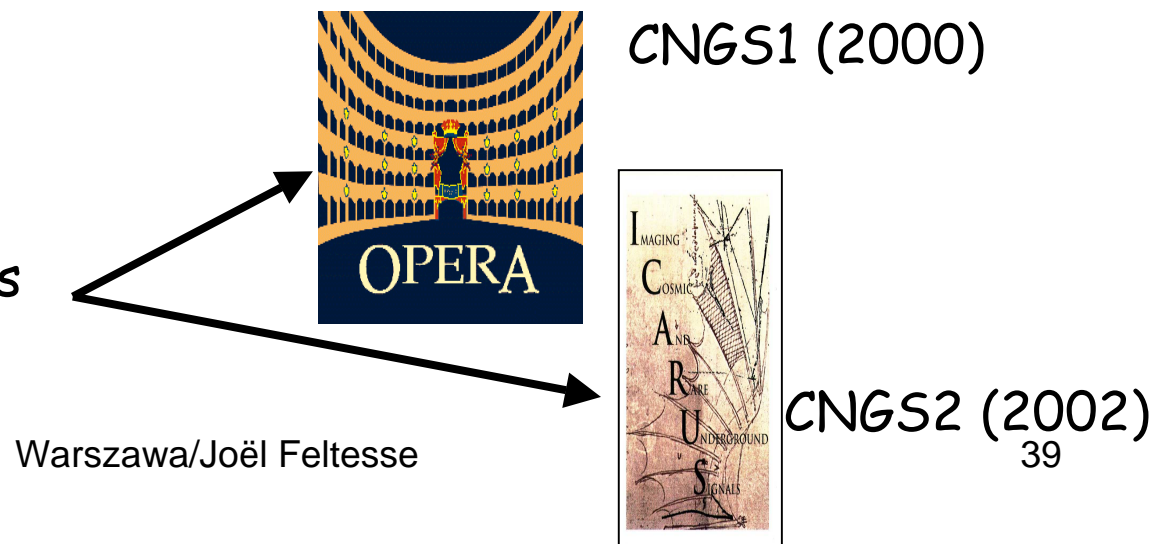 CNGS1 (2000)
OPERA
s
IMAGING
COSMIC
AND
RARE
UNDERGROUND
SIGNALS
CNGS2 (2002)
Warszawa/Joël Feltesse
39